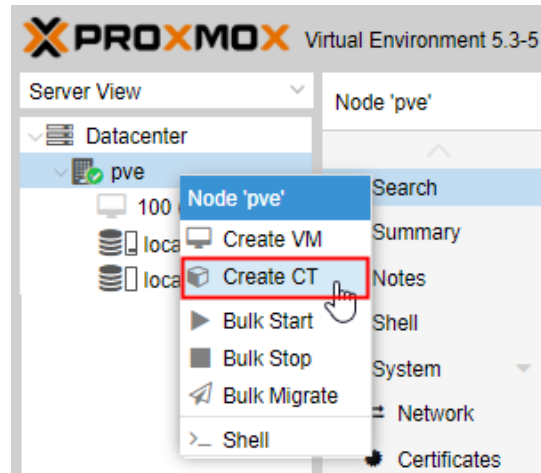 PROXMOX Virtual Environment 5.3-5
Server View
Node 'pve'
Datacenter
pve
100
loca
loca
Node 'pve'
Create VM
Create CT
Bulk Start
Bulk Stop
Bulk Migrate
>_ Shell
Search
Summary
Notes
Shell
System
Network
Certificates